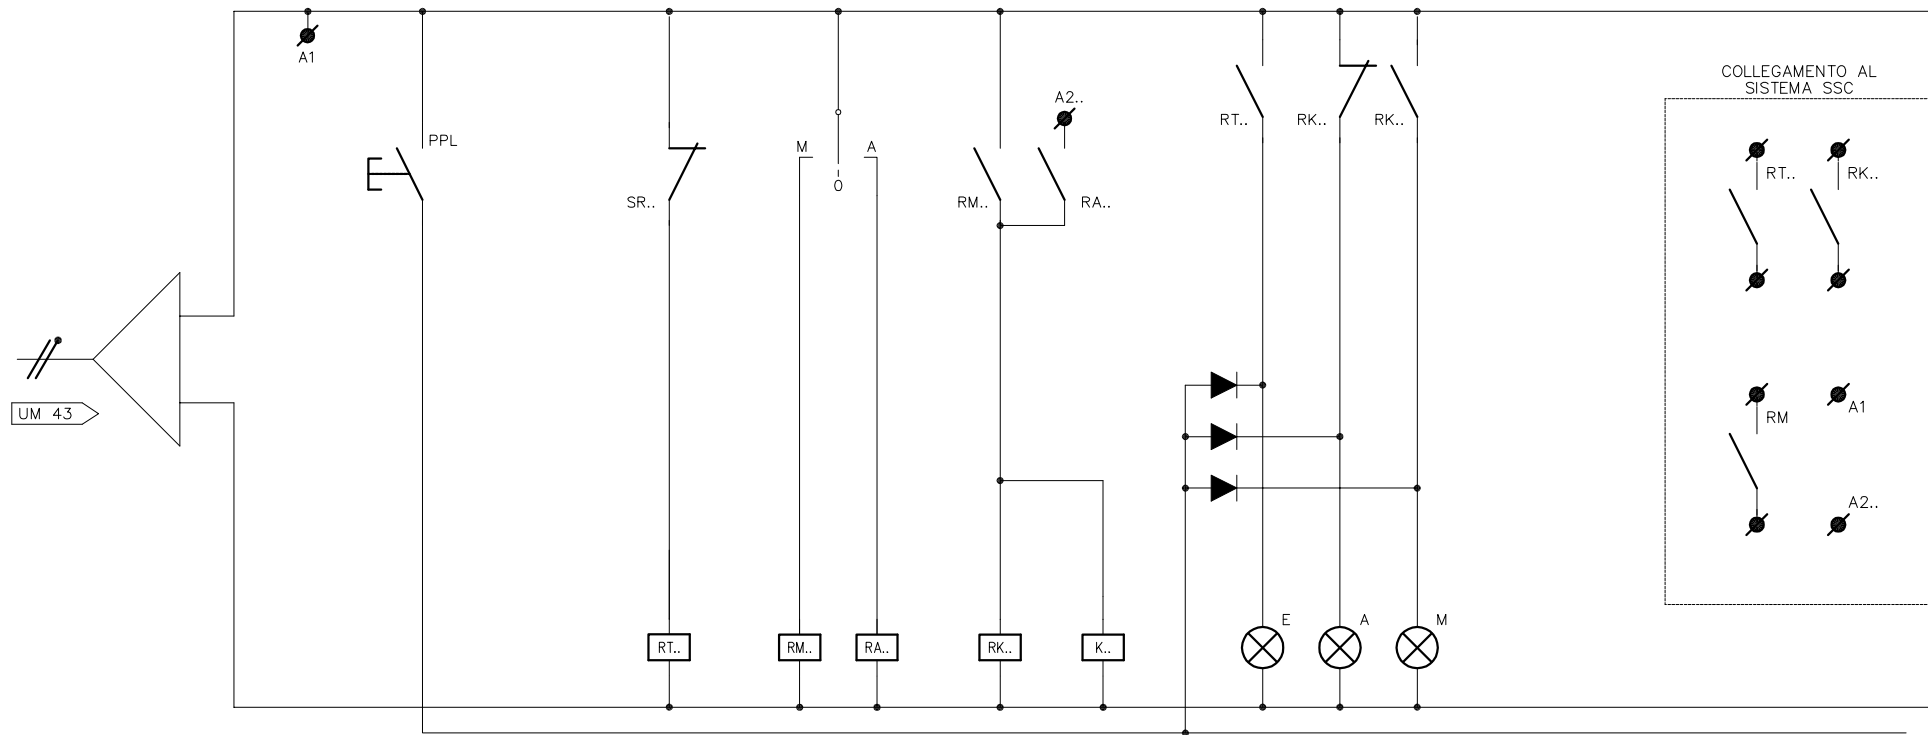 A1
PPL
SR..
M
A
0
A2..
RM..
RA..
RT..
RK..
RK..
COLLEGAMENTO AL
SISTEMA SSC
RT..
RK..
UM 43
RM
A1
A2..
RT..
RM..
RA..
RK..
K..
E
A
M